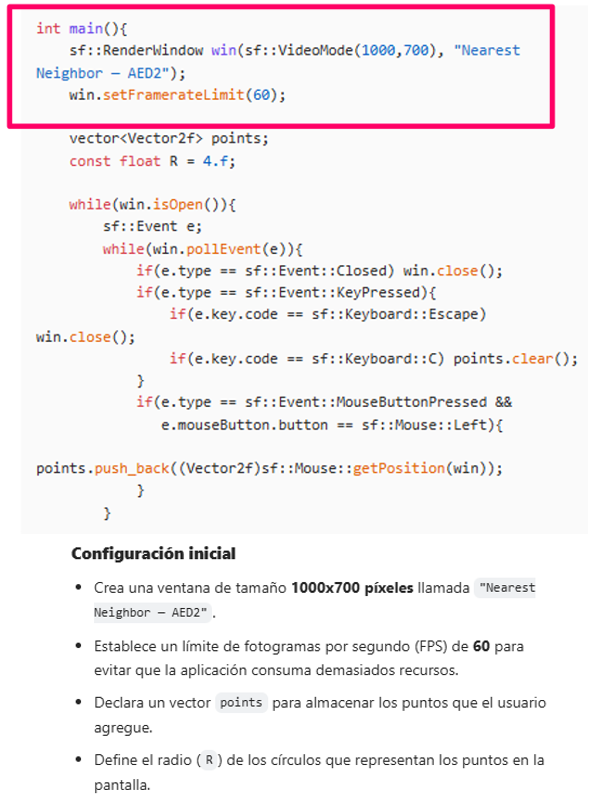 int main(){
    sf::RenderWindow win(sf::VideoMode(1000,700), "Nearest
Neighbor — AED2");
    win.setFramerateLimit(60);
    vector<Vector2f> points;
    const float R = 4.f;
    while(win.isOpen()){
        sf::Event e;
        while(win.pollEvent(e)){
            if(e.type == sf::Event::Closed) win.close();
            if(e.type == sf::Event::KeyPressed){
                if(e.key.code == sf::Keyboard::Escape)
win.close();
                if(e.key.code == sf::Keyboard::C) points.clear();
            }
            if(e.type == sf::Event::MouseButtonPressed &&
               e.mouseButton.button == sf::Mouse::Left){
points.push_back((Vector2f)sf::Mouse::getPosition(win));
            }
        }
Configuración inicial
• Crea una ventana de tamaño 1000x700 píxeles llamada "Nearest
Neighbor — AED2" .
• Establece un límite de fotogramas por segundo (FPS) de 60 para
evitar que la aplicación consuma demasiados recursos.
• Declara un vector points para almacenar los puntos que el usuario
agregue.
• Define el radio ( R ) de los círculos que representan los puntos en la
pantalla.